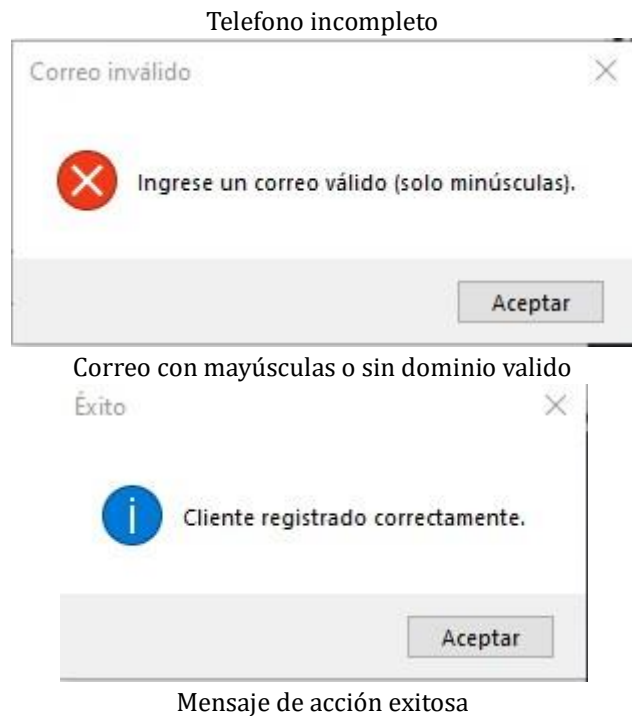 Telefono incompleto
Correo inválido
Ingrese un correo válido (solo minúsculas).
Aceptar
Correo con mayúsculas o sin dominio valido
Éxito
Cliente registrado correctamente.
Aceptar
Mensaje de acción exitosa